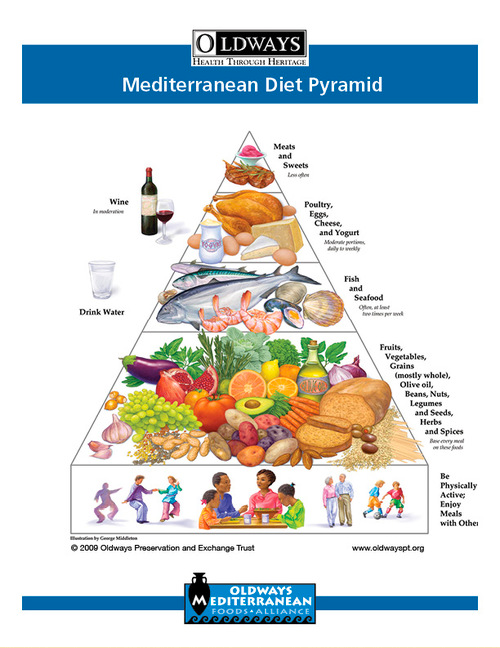 OLDWAYS
HEALTH THROUGH HERITAGE
Mediterranean Diet Pyramid
Meats
and
Sweets
Less often
Wine
In moderation
Poultry,
Eggs,
Cheese,
and Yogurt
Moderate portions,
daily to weekly
Yogurt
Fish
and
Seafood
Often, at least
two times per week
Drink Water
Fruits,
Vegetables,
Grains
(mostly whole),
Olive oil,
Beans, Nuts,
Legumes
and Seeds,
Herbs
and Spices
Base every meal
on these foods
Be
Physically
Active;
Enjoy
Meals
with Other
Illustration by George Middleton
© 2009 Oldways Preservation and Exchange Trust
www.oldwayspt.org
OLDWAYS
MEDITERRANEAN
FOODS • ALLIANCE